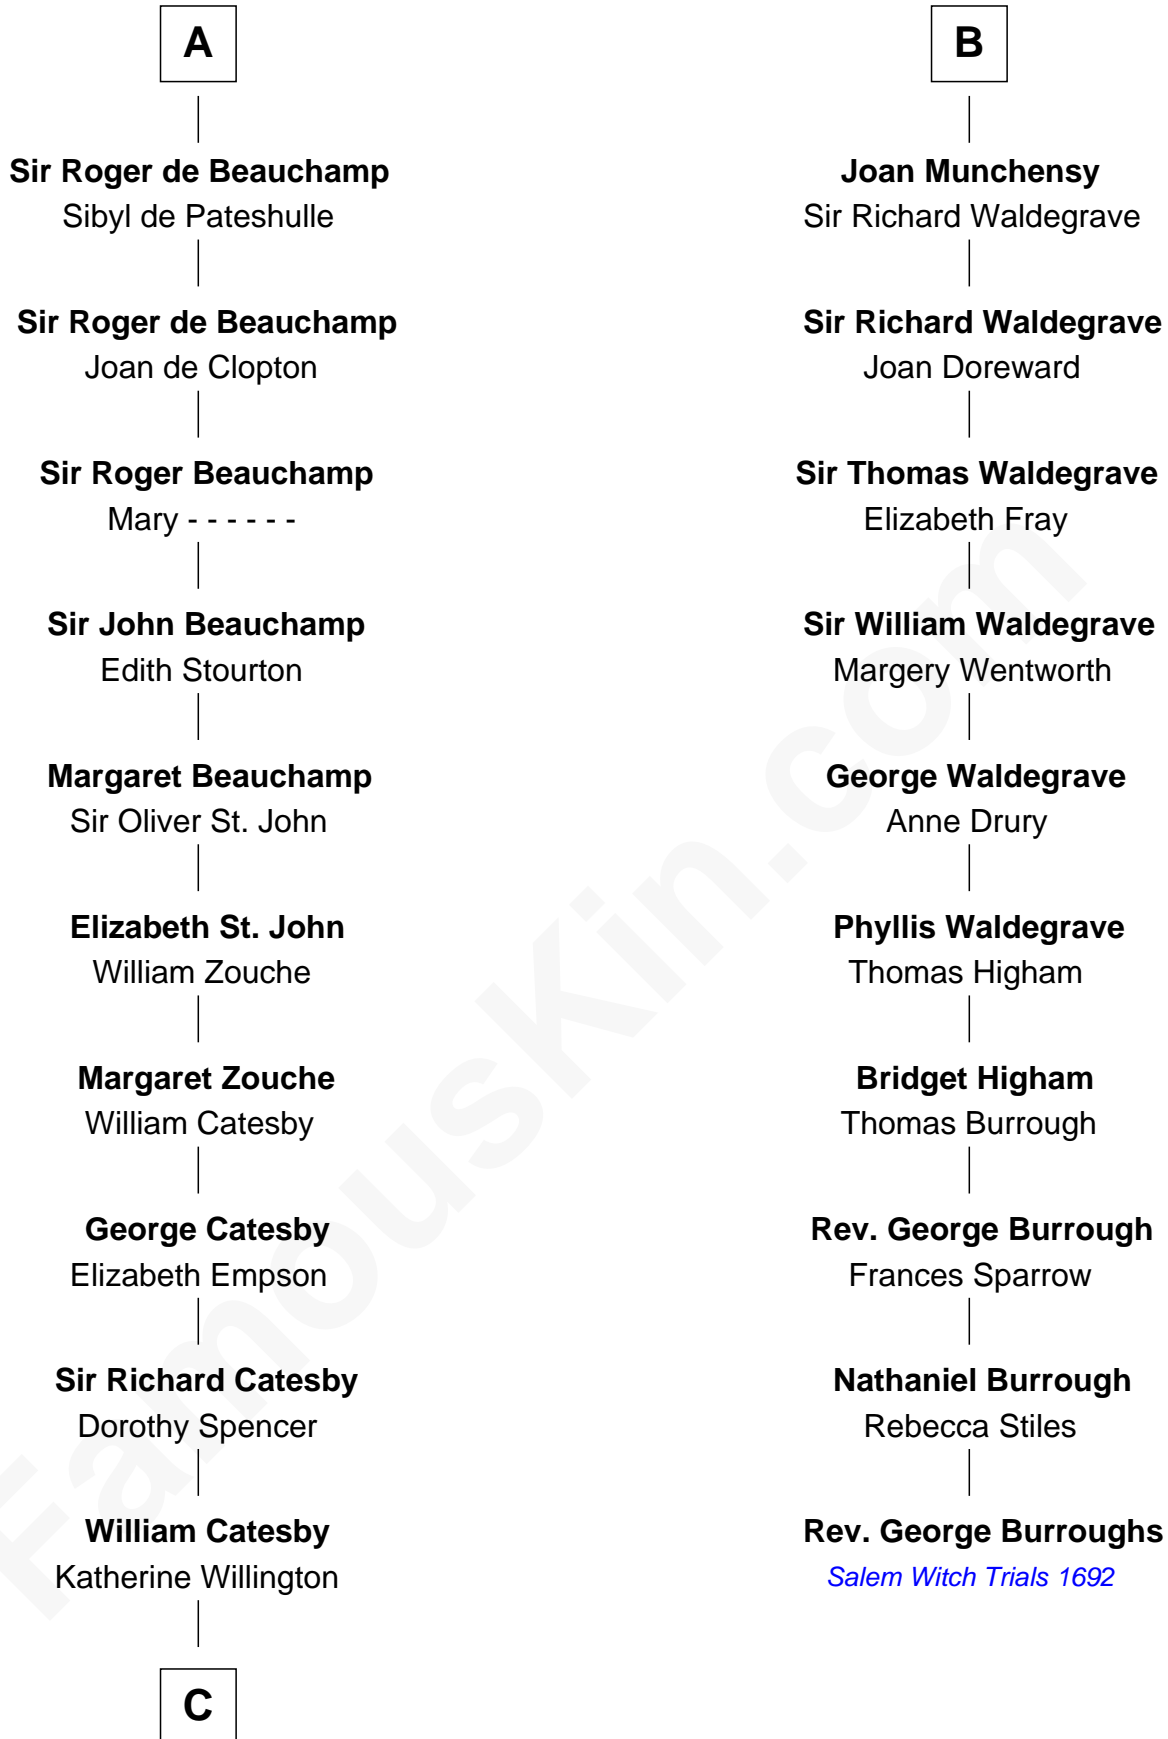 A
Sir Roger de Beauchamp
Sibyl de Pateshulle
Sir Roger de Beauchamp
Joan de Clopton
Sir Roger Beauchamp
Mary - - - - - -
Sir John Beauchamp
Edith Stourton
Margaret Beauchamp
Sir Oliver St. John
Elizabeth St. John
William Zouche
Margaret Zouche
William Catesby
George Catesby
Elizabeth Empson
Sir Richard Catesby
Dorothy Spencer
William Catesby
Katherine Willington
C
B
Joan Munchensy
Sir Richard Waldegrave
Sir Richard Waldegrave
Joan Doreward
Sir Thomas Waldegrave
Elizabeth Fray
Sir William Waldegrave
Margery Wentworth
George Waldegrave
Anne Drury
Phyllis Waldegrave
Thomas Higham
Bridget Higham
Thomas Burrough
Rev. George Burrough
Frances Sparrow
Nathaniel Burrough
Rebecca Stiles
Rev. George Burroughs
Salem Witch Trials 1692
FamousKin.com